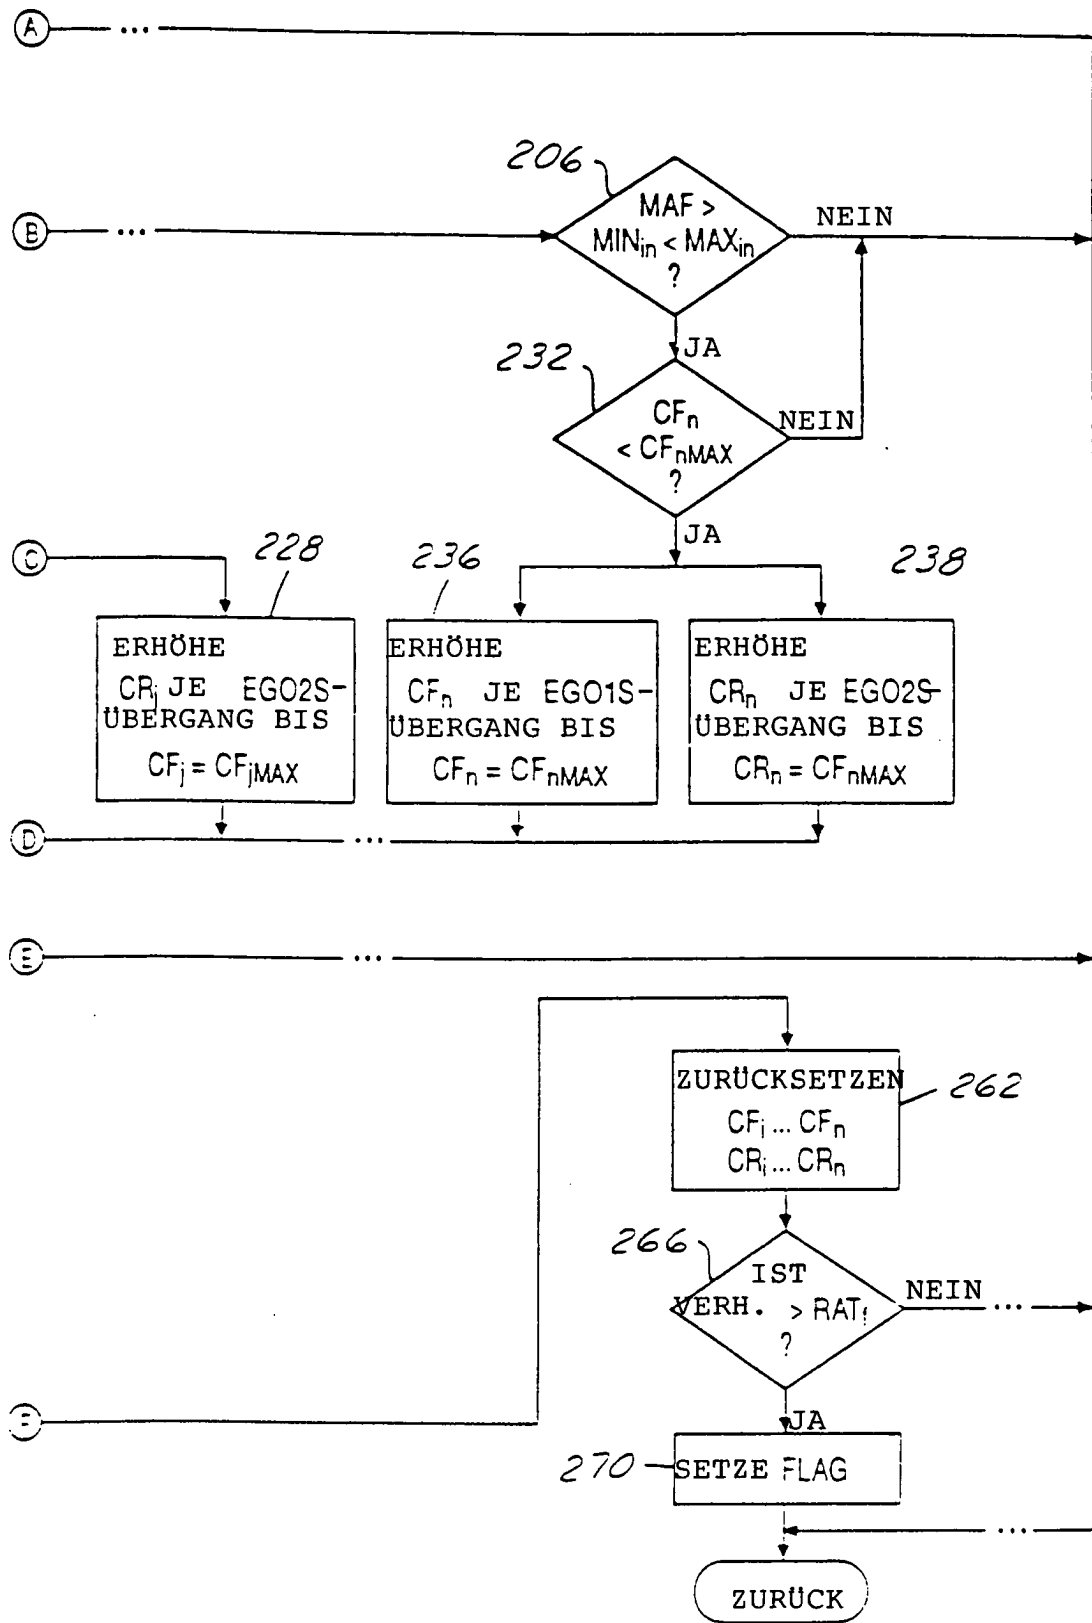 A ...
206
MAF >
MINin < MAXin
?
NEIN
B ...
JA
232
CFn
< CFnMAX
?
NEIN
JA
C
228
236
238
ERHÖHE
CRj JE EGO2S-
ÜBERGANG BIS
CFj = CFjMAX
ERHÖHE
CFn JE EGO1S-
ÜBERGANG BIS
CFn = CFnMAX
ERHÖHE
CRn JE EGO2S-
ÜBERGANG BIS
CRn = CFnMAX
D ...
E ...
ZURÜCKSETZEN
CFi ... CFn
CRi ... CRn
262
266
IST
VERH. > RATf
?
NEIN ...
F
JA
270
SETZE FLAG
...
ZURÜCK